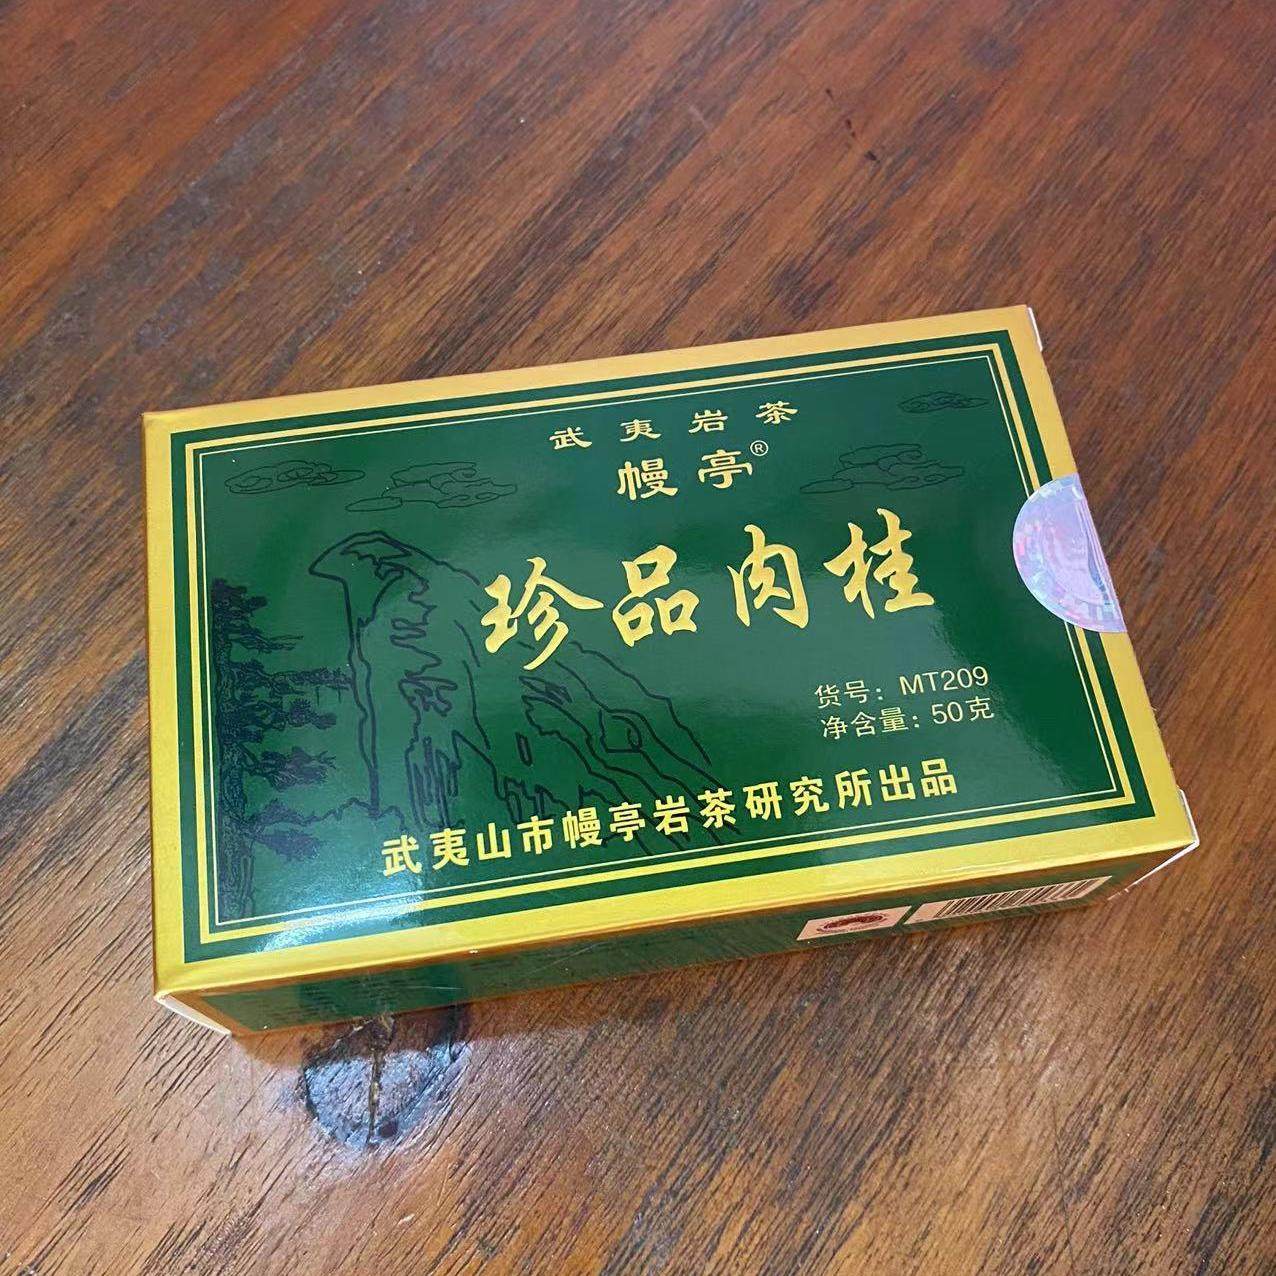 武夷岩茶
幔亭®
珍品肉桂
货号：MT209
净含量：50克
武夷山市幔亭岩茶研究所出品